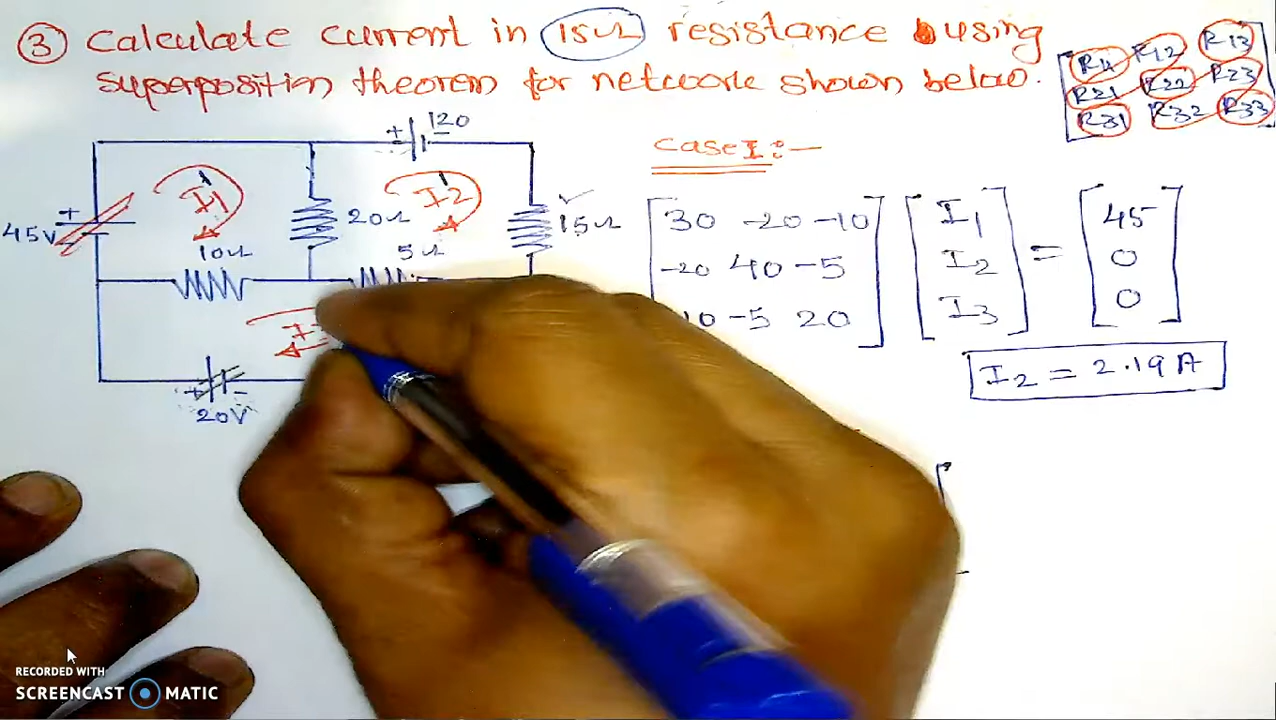 ③ Calculate current in 15Ω resistance using
superposition theorem for network shown below.
R11 R12 R13
R21 R22 R23
R31 R32 R33
+ 120
45V +
I1
20Ω
I2
15Ω
10Ω
5Ω
+ -
20V
Case I :-
30 -20 -10
-20 40 -5
10 -5 20
I1
I2
I3
=
45
0
0
I2 = 2.19 A
RECORDED WITH
SCREENCAST MATIC